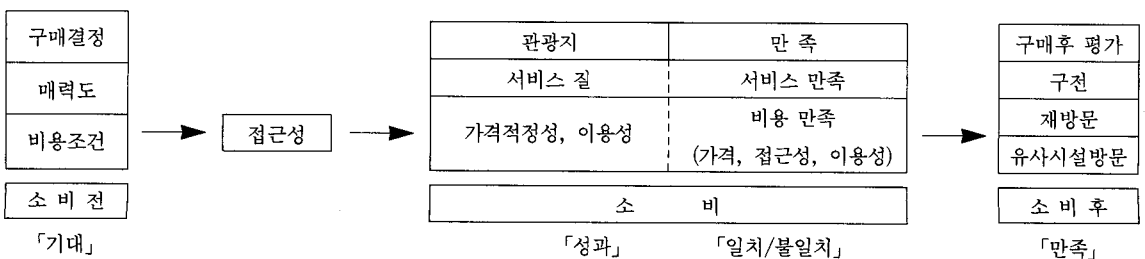 구매결정
매력도
비용조건
소 비 전
「기대」
접근성
관광지
만 족
서비스 질
서비스 만족
가격적정성, 이용성
비용 만족
(가격, 접근성, 이용성)
소 비
「성과」
「일치/불일치」
구매후 평가
구전
재방문
유사시설방문
소 비 후
「만족」